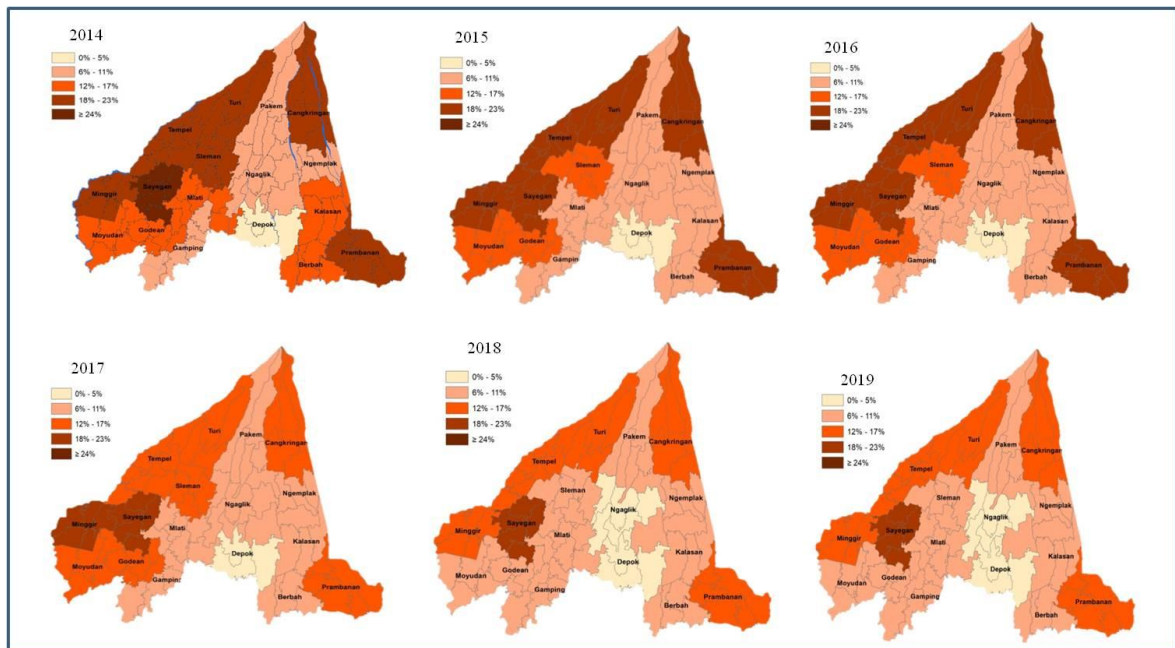 2014
0% - 5%
6% - 11%
12% - 17%
18% - 23%
≥ 24%
Turi
Pakem
Cangkringan
Tempel
Sleman
Ngemplak
Ngaglik
Minggir
Sayegan
Mlati
Kalasan
Depok
Moyudan
Godean
Gamping
Prambanan
Berbah
2015
0% - 5%
6% - 11%
12% - 17%
18% - 23%
≥ 24%
Turi
Pakem
Cangkringan
Tempel
Sleman
Ngemplak
Ngaglik
Minggir
Sayegan
Mlati
Kalasan
Depok
Moyudan
Godean
Gampin
Prambanan
Berbah
2016
0% - 5%
6% - 11%
12% - 17%
18% - 23%
≥ 24%
Turi
Pakem
Cangkringan
Tempel
Sleman
Ngemplak
Ngaglik
Minggir
Sayegan
Mlati
Kalasan
Depok
Moyudan
Godean
Gamping
Prambanan
Berbah
2017
0% - 5%
6% - 11%
12% - 17%
18% - 23%
≥ 24%
Turi
Pakem
Cangkringan
Tempel
Sleman
Ngemplak
Ngaglik
Minggir
Sayegan
Mlati
Kalasan
Depok
Moyudan
Godean
Gamping
Prambanan
Berbah
2018
0% - 5%
6% - 11%
12% - 17%
18% - 23%
≥ 24%
Turi
Pakem
Cangkringan
Tempel
Sleman
Ngemplak
Ngaglik
Minggir
Sayegan
Mlati
Kalasan
Depok
Moyudan
Godean
Gamping
Prambanan
Berbah
2019
0% - 5%
6% - 11%
12% - 17%
18% - 23%
≥ 24%
Turi
Pakem
Cangkringan
Tempel
Sleman
Ngemplak
Ngaglik
Minggir
Sayegan
Mlati
Kalasan
Depok
Moyudan
Godean
Gamping
Prambanan
Berbah